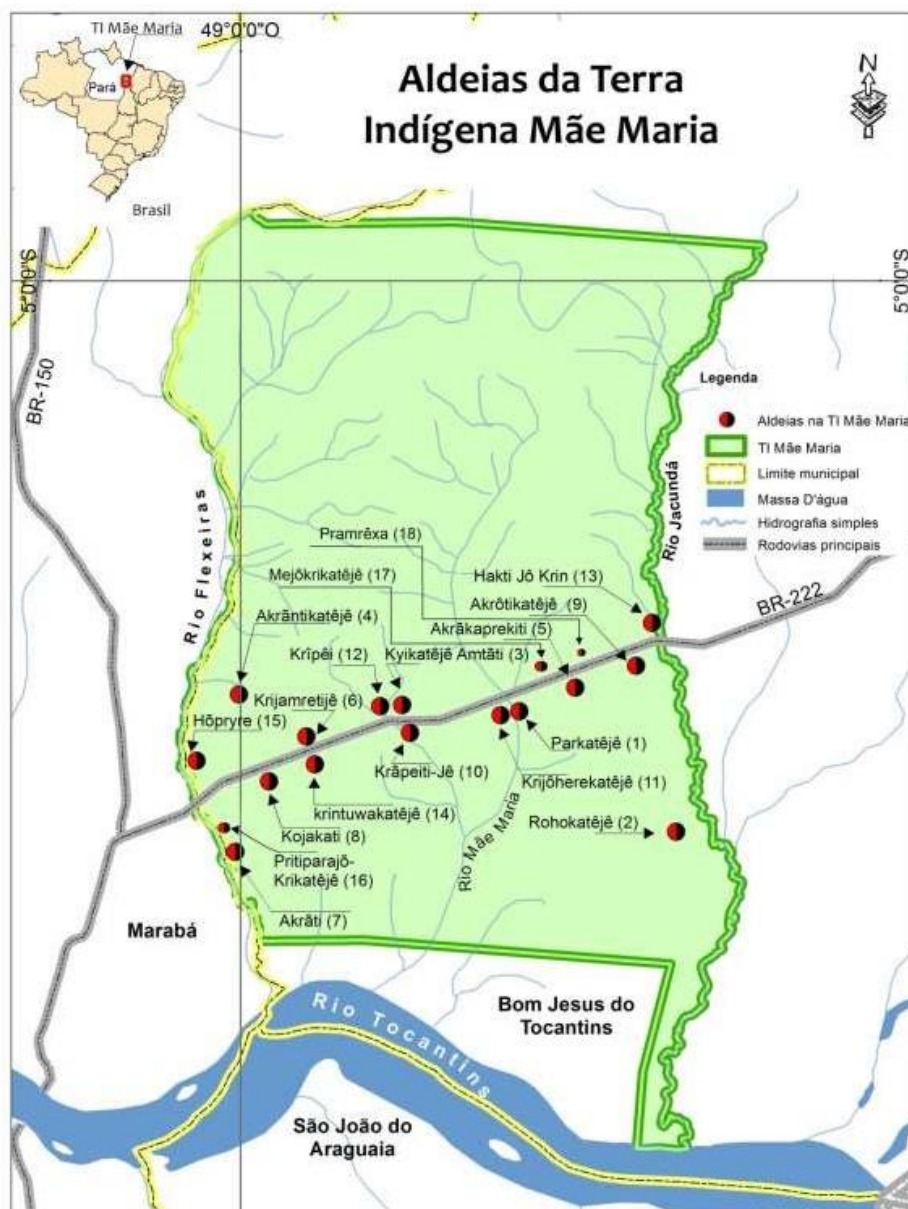 TI Mãe Maria
49°0'0"O
Pará
Brasil
Aldeias da Terra
Indígena Mãe Maria
N
5°0'0"S
5°0'0"S
BR-150
Legenda
Aldeias na TI Mãe Maria
TI Mãe Maria
Limite municipal
Massa D'água
Hidrografia simples
Rodovias principais
Rio Flexeiras
Rio Jacundá
BR-222
Pramrêxa (18)
Mejôkrikatêjê (17)
Hakti Jô Krin (13)
Akrãntikatêjê (4)
Akrôtikatêjê (9)
Akrãkaprekiti (5)
Krîpêi (12)
Kyikatêjê Amtãti (3)
Krijamretijê (6)
Hõpryre (15)
Parkatêjê (1)
Krãpeiti-Jê (10)
Krijõherekatêjê (11)
krintuwakatêjê (14)
Rohokatêjê (2)
Kojakati (8)
Rio Mãe Maria
Pritiparajõ-
Krikatêjê (16)
Akrãti (7)
Marabá
Bom Jesus do
Tocantins
Rio Tocantins
São João do
Araguaia